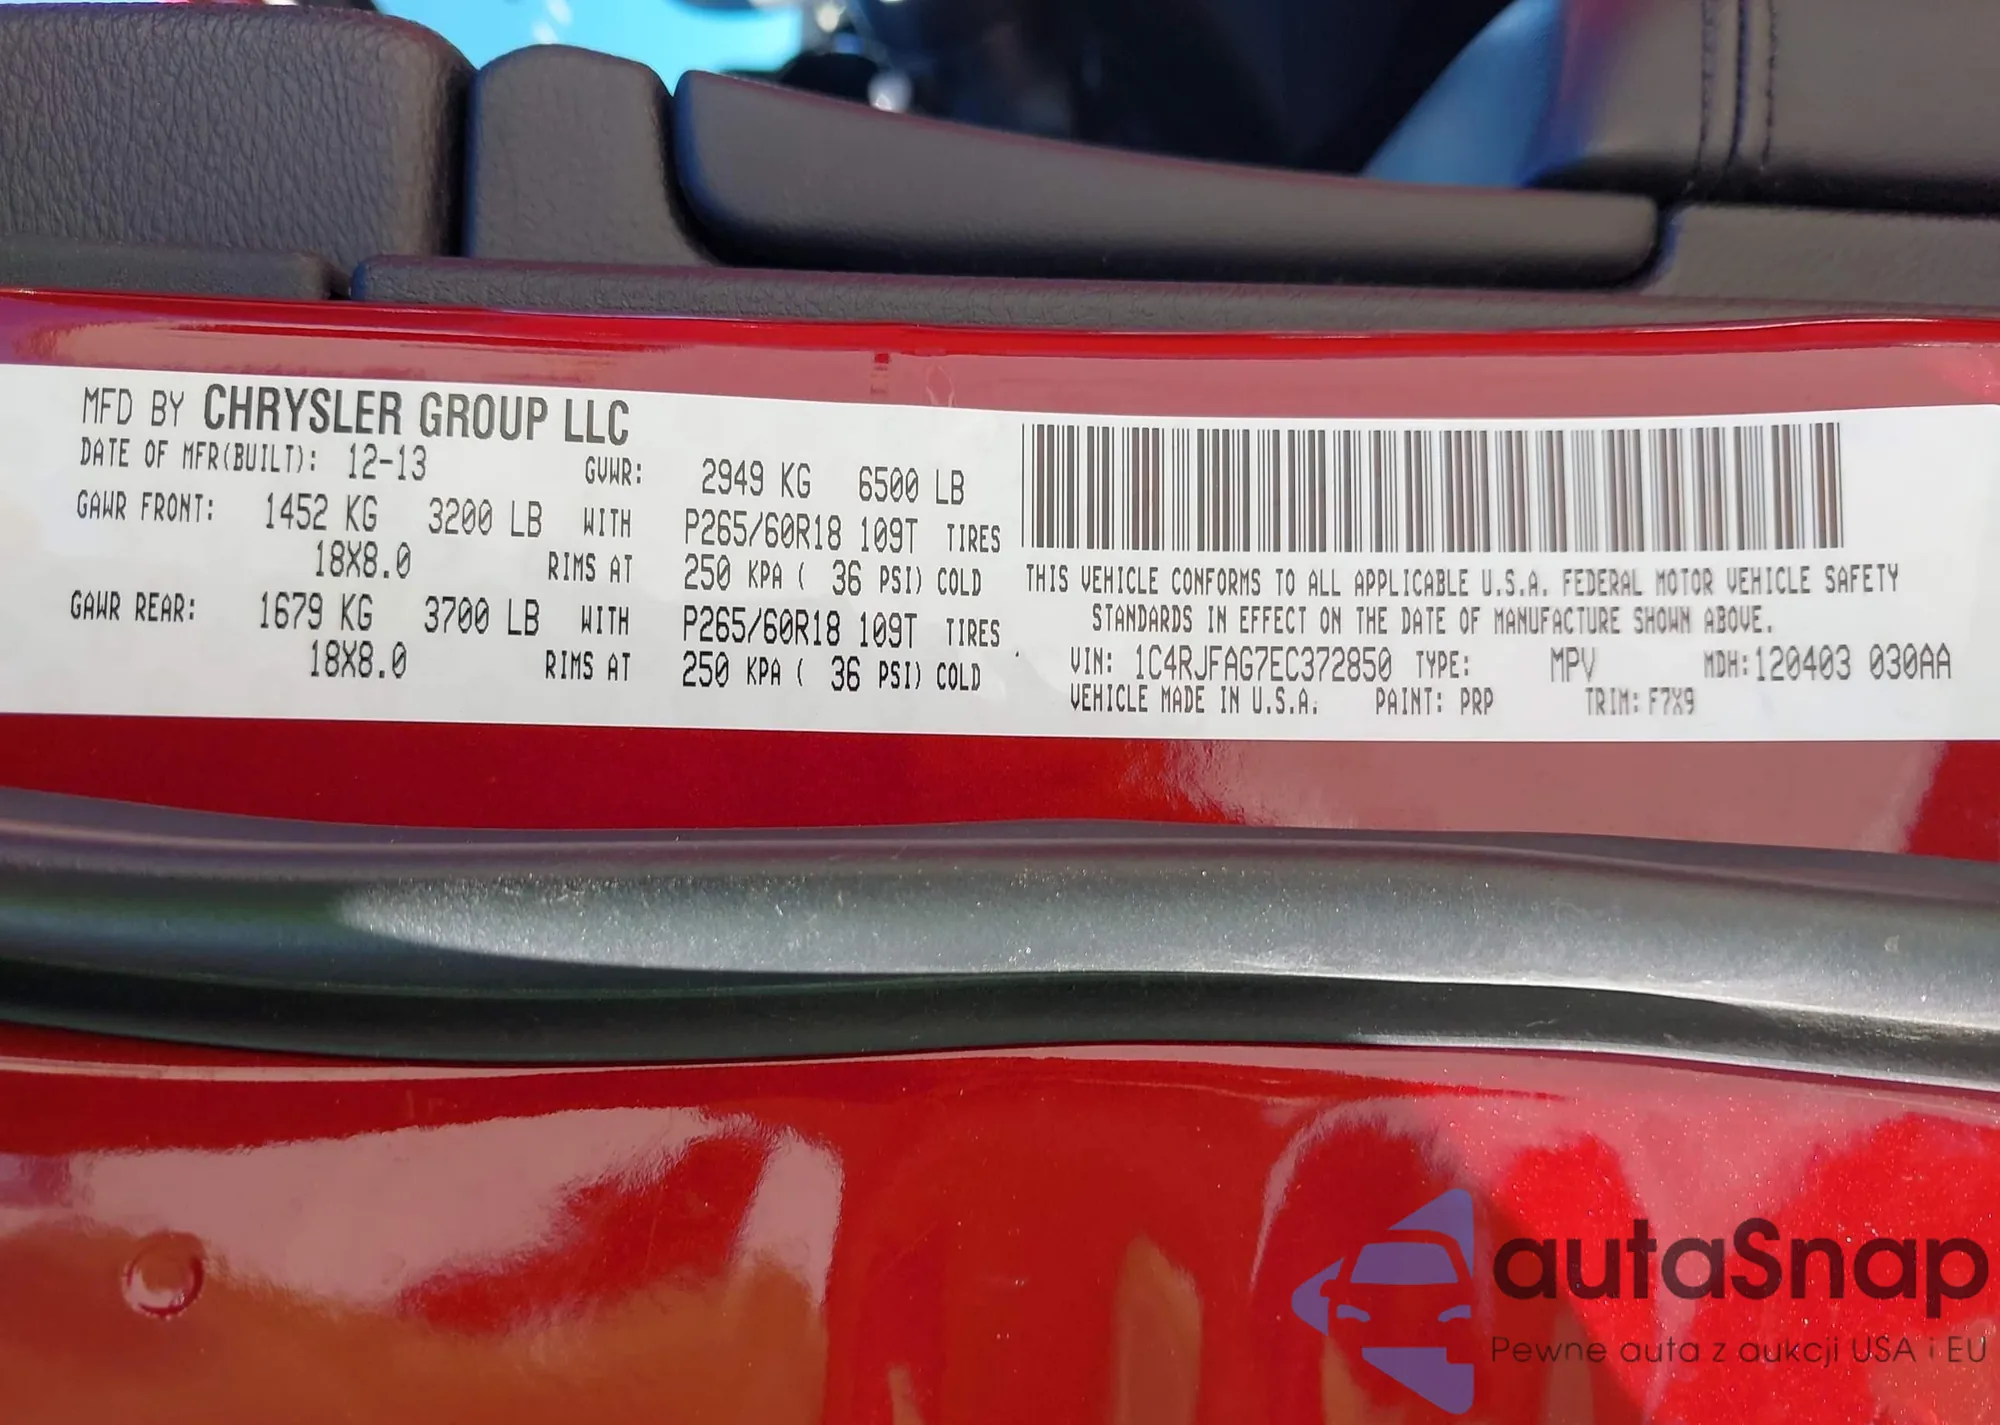 MFD BY CHRYSLER GROUP LLC
DATE OF MFR(BUILT): 12-13 GVWR: 2949 KG 6500 LB
GAWR FRONT: 1452 KG 3200 LB WITH P265/60R18 109T TIRES
18X8.0 RIMS AT 250 KPA ( 36 PSI) COLD
GAWR REAR: 1679 KG 3700 LB WITH P265/60R18 109T TIRES
18X8.0 RIMS AT 250 KPA ( 36 PSI) COLD
THIS VEHICLE CONFORMS TO ALL APPLICABLE U.S.A. FEDERAL MOTOR VEHICLE SAFETY
STANDARDS IN EFFECT ON THE DATE OF MANUFACTURE SHOWN ABOVE.
VIN: 1C4RJFAG7EC372850 TYPE: MPV MDH:120403 030AA
VEHICLE MADE IN U.S.A. PAINT: PRP TRIM: F7X9
autaSnap
Pewne auta z aukcji USA i EU